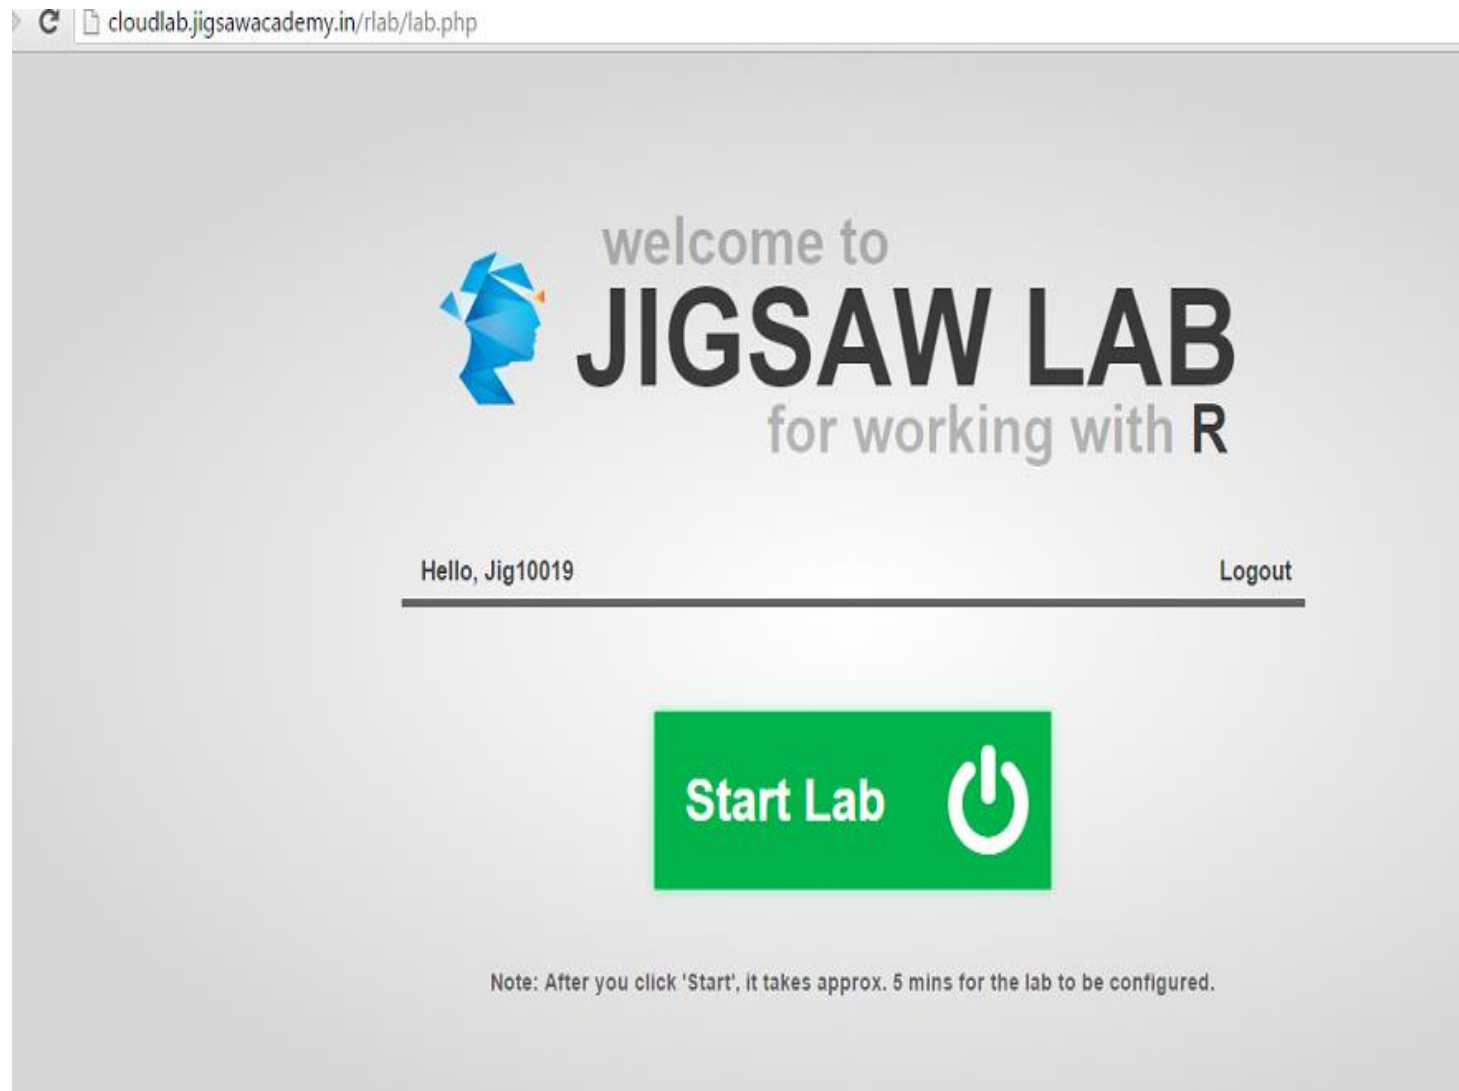 cloudlab.jigsawacademy.in/rlab/lab.php
welcome to
JIGSAW LAB
for working with R
Hello, Jig10019
Logout
Start Lab
Note: After you click 'Start', it takes approx. 5 mins for the lab to be configured.